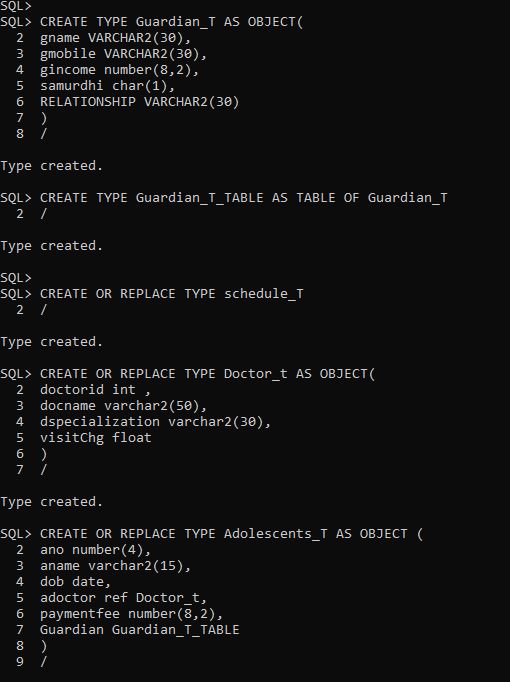 SQL>
SQL> CREATE TYPE Guardian_T AS OBJECT(
  2  gname VARCHAR2(30),
  3  gmobile VARCHAR2(30),
  4  gincome number(8,2),
  5  samurdhi char(1),
  6  RELATIONSHIP VARCHAR2(30)
  7  )
  8  /
Type created.
SQL> CREATE TYPE Guardian_T_TABLE AS TABLE OF Guardian_T
  2  /
Type created.
SQL>
SQL> CREATE OR REPLACE TYPE schedule_T
  2  /
Type created.
SQL> CREATE OR REPLACE TYPE Doctor_t AS OBJECT(
  2  doctorid int ,
  3  docname varchar2(50),
  4  dspecialization varchar2(30),
  5  visitChg float
  6  )
  7  /
Type created.
SQL> CREATE OR REPLACE TYPE Adolescents_T AS OBJECT (
  2  ano number(4),
  3  aname varchar2(15),
  4  dob date,
  5  adoctor ref Doctor_t,
  6  paymentfee number(8,2),
  7  Guardian Guardian_T_TABLE
  8  )
  9  /